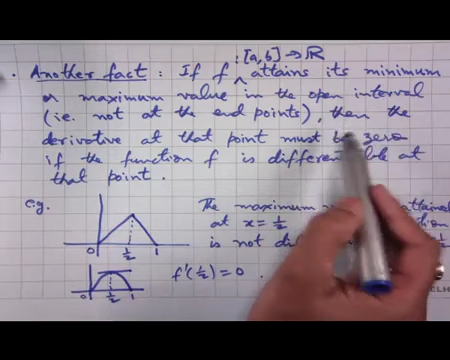 : [a, b] → ℝ
. Another fact : If f ^ attains its minimum
or maximum value in the open interval
(i.e. not at the end points), then the
derivative at that point must be zero
if the function f is differentiable at
that point.
e.g.
The maximum attained
at x = 1/2
is not
0 1/2 1
0 1/2 1
f'(1/2) = 0 .